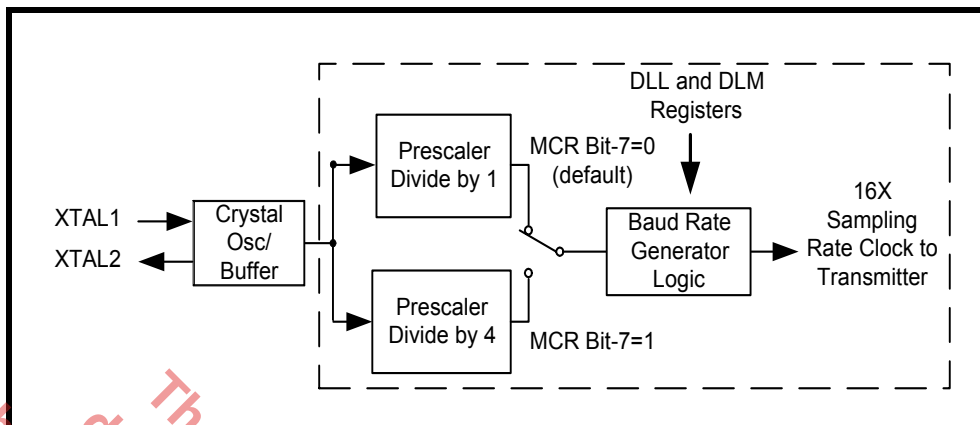 DLL and DLM
Registers
Prescaler
Divide by 1
MCR Bit-7=0
(default)
16X
Sampling
Rate Clock to
Transmitter
XTAL1
XTAL2
Crystal
Osc/
Buffer
Baud Rate
Generator
Logic
Prescaler
Divide by 4
MCR Bit-7=1
Th